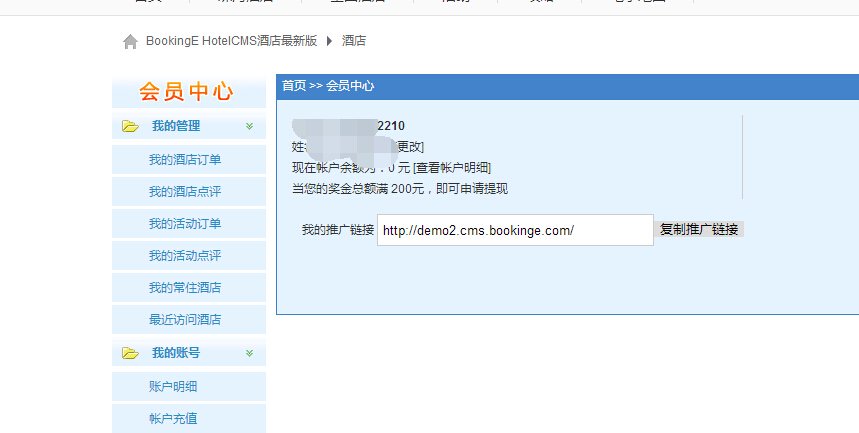 BookingE HotelCMS酒店最新版 酒店
会员中心
我的管理
我的酒店订单
我的酒店点评
我的活动订单
我的活动点评
我的常住酒店
最近访问酒店
我的账号
账户明细
帐户充值
首页 >> 会员中心
2210
更改]
现在帐户余额为：0 元 [查看帐户明细]
当您的奖金总额满 200元，即可申请提现
我的推广链接 http://demo2.cms.bookinge.com/ 复制推广链接